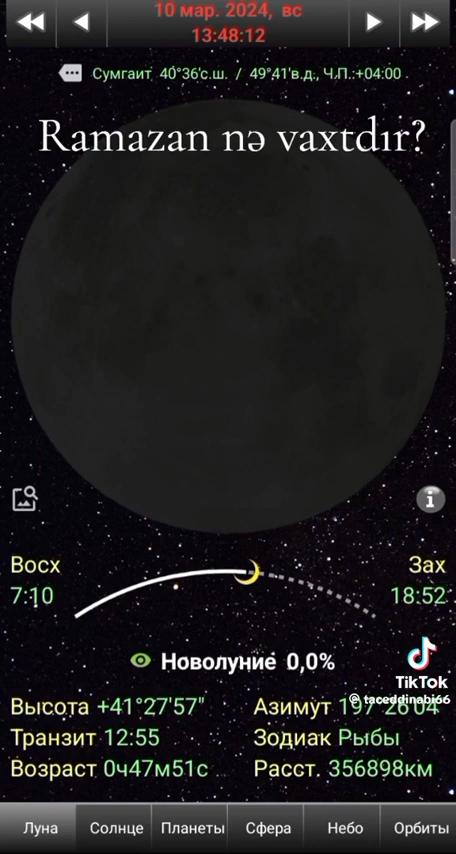 10 мар. 2024, вс
13:48:12
Сумгаит 40°36'с.ш. / 49°41'в.д., Ч.П.:+04:00
Ramazan nə vaxtdır?
Восх
7:10
Зах
18:52
Новолуние 0,0%
TikTok
@ taceddinabi66
Высота +41°27'57"
Азимут 197°26'04"
Транзит 12:55
Зодиак Рыбы
Возраст 0ч47м51с
Расст. 356898км
Луна
Солнце
Планеты
Сфера
Небо
Орбиты